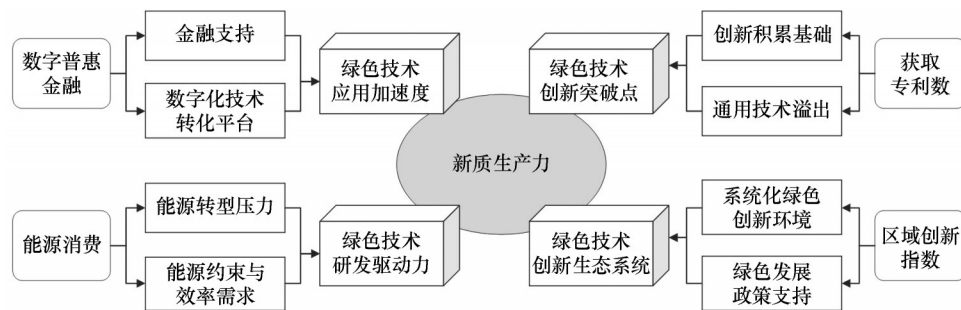 数字普惠
金融
金融支持
数字化技术
转化平台
绿色技术
应用加速度
绿色技术
创新突破点
创新积累基础
通用技术溢出
获取
专利数
新质生产力
能源消费
能源转型压力
能源约束与
效率需求
绿色技术
研发驱动力
绿色技术
创新生态系统
系统化绿色
创新环境
绿色发展
政策支持
区域创新
指数